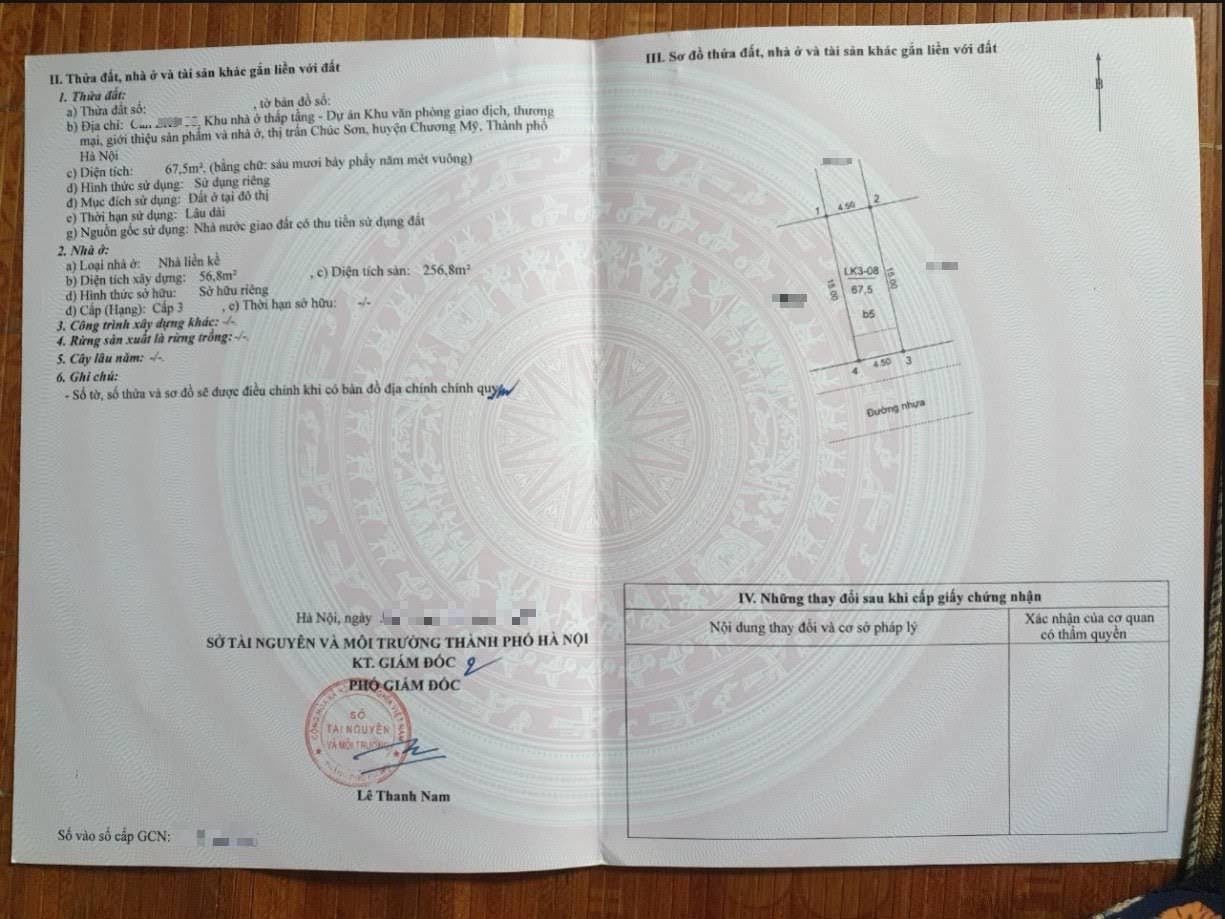 II. Thửa đất, nhà ở và tài sản khác gắn liền với đất
1. Thửa đất:
a) Thửa đất số: , tờ bản đồ số:
b) Địa chỉ: Khu nhà ở thấp tầng - Dự án Khu văn phòng giao dịch, thương
mại, giới thiệu sản phẩm và nhà ở, thị trấn Chúc Sơn, huyện Chương Mỹ, Thành phố
Hà Nội
c) Diện tích: 67,5m², (bằng chữ: sáu mươi bảy phẩy năm mét vuông)
d) Hình thức sử dụng: Sử dụng riêng
đ) Mục đích sử dụng: Đất ở tại đô thị
e) Thời hạn sử dụng: Lâu dài
g) Nguồn gốc sử dụng: Nhà nước giao đất có thu tiền sử dụng đất
2. Nhà ở:
a) Loại nhà ở: Nhà liền kề
b) Diện tích xây dựng: 56,8m² , c) Diện tích sàn: 256,8m²
d) Hình thức sở hữu: Sở hữu riêng
đ) Cấp (Hạng): Cấp 3 , e) Thời hạn sở hữu: -/-
3. Công trình xây dựng khác: -/-.
4. Rừng sản xuất là rừng trồng: -/-.
5. Cây lâu năm: -/-.
6. Ghi chú:
- Số tờ, số thửa và sơ đồ sẽ được điều chỉnh khi có bản đồ địa chính chính quy
Hà Nội, ngày
SỞ TÀI NGUYÊN VÀ MÔI TRƯỜNG THÀNH PHỐ HÀ NỘI
KT. GIÁM ĐỐC
PHÓ GIÁM ĐỐC
SỞ
TÀI NGUYÊN
VÀ MÔI TRƯỜNG
Lê Thanh Nam
Số vào sổ cấp GCN:
III. Sơ đồ thửa đất, nhà ở và tài sản khác gắn liền với đất
B
1 4.50 2
LK3-08
15.00 67,5 15.00
b5
4 4.50 3
Đường nhựa
IV. Những thay đổi sau khi cấp giấy chứng nhận
Nội dung thay đổi và cơ sở pháp lý
Xác nhận của cơ quan
có thẩm quyền